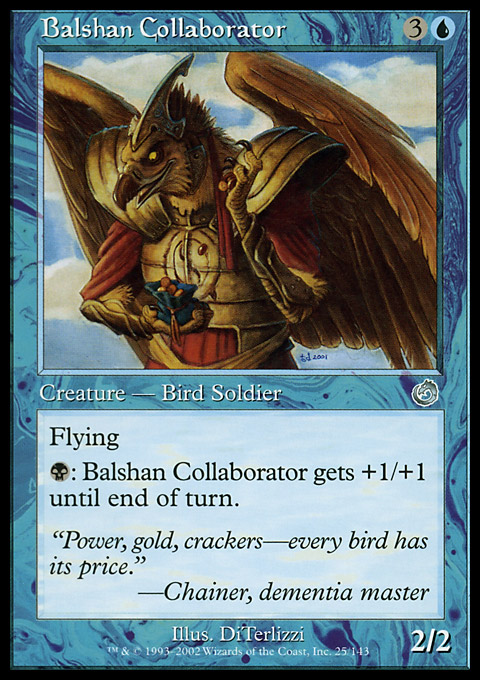 Balshan Collaborator 3
tɒd 2001
Creature — Bird Soldier
Flying
: Balshan Collaborator gets +1/+1
until end of turn.
“Power, gold, crackers—every bird has
its price.”
—Chainer, dementia master
Illus. DiTerlizzi
™ & © 1993–2002 Wizards of the Coast, Inc. 25/143
2/2